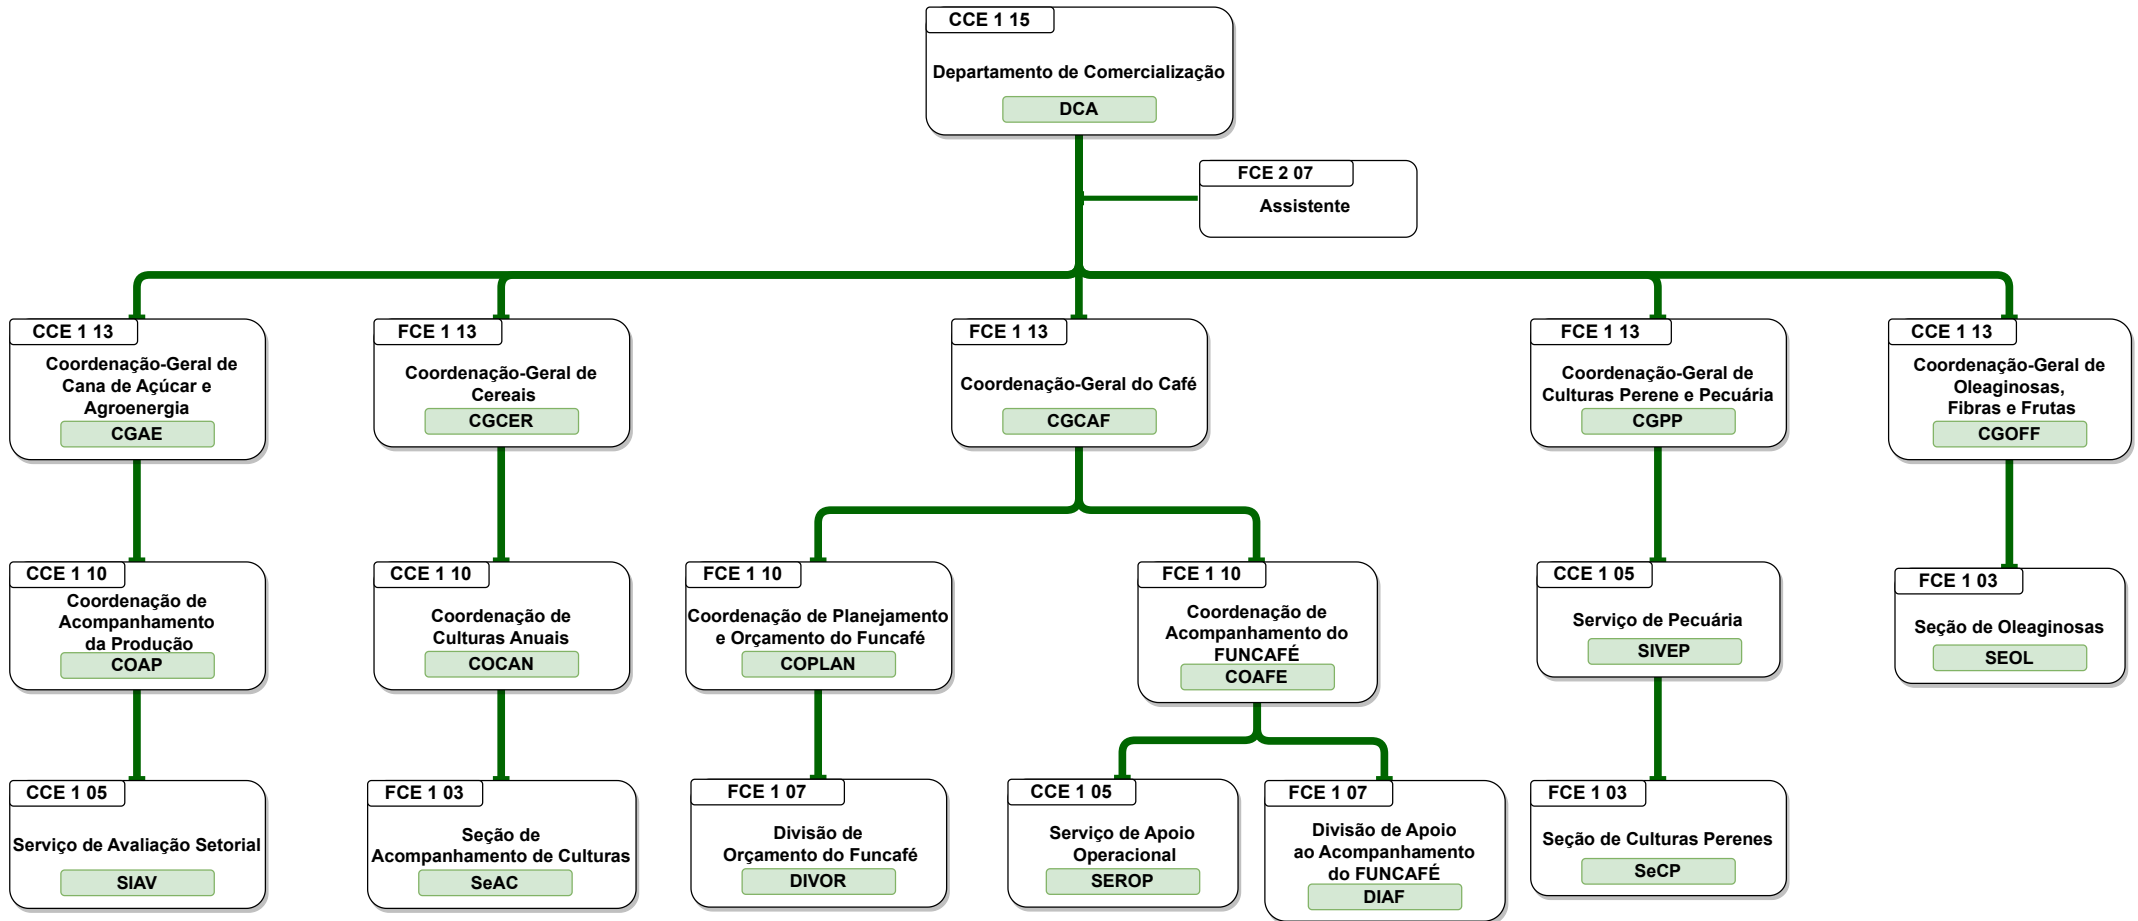 CCE 1 15
Departamento de Comercialização
DCA
FCE 2 07
Assistente
CCE 1 13
Coordenação-Geral de
Cana de Açúcar e
Agroenergia
CGAE
FCE 1 13
Coordenação-Geral de
Cereais
CGCER
FCE 1 13
Coordenação-Geral do Café
CGCAF
FCE 1 13
Coordenação-Geral de
Culturas Perene e Pecuária
CGPP
CCE 1 13
Coordenação-Geral de
Oleaginosas,
Fibras e Frutas
CGOFF
CCE 1 10
Coordenação de
Acompanhamento
da Produção
COAP
CCE 1 10
Coordenação de
Culturas Anuais
COCAN
FCE 1 10
Coordenação de Planejamento
e Orçamento do Funcafé
COPLAN
FCE 1 10
Coordenação de
Acompanhamento do
FUNCAFÉ
COAFE
CCE 1 05
Serviço de Pecuária
SIVEP
FCE 1 03
Seção de Oleaginosas
SEOL
CCE 1 05
Serviço de Avaliação Setorial
SIAV
FCE 1 03
Seção de
Acompanhamento de Culturas
SeAC
FCE 1 07
Divisão de
Orçamento do Funcafé
DIVOR
CCE 1 05
Serviço de Apoio
Operacional
SEROP
FCE 1 07
Divisão de Apoio
ao Acompanhamento
do FUNCAFÉ
DIAF
FCE 1 03
Seção de Culturas Perenes
SeCP